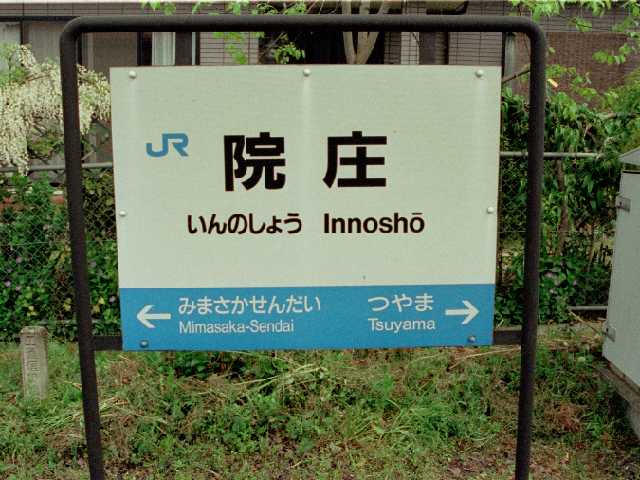 JR
院庄
いんのしょう Innoshō
← みまさかせんだい つやま →
Mimasaka-Sendai Tsuyama